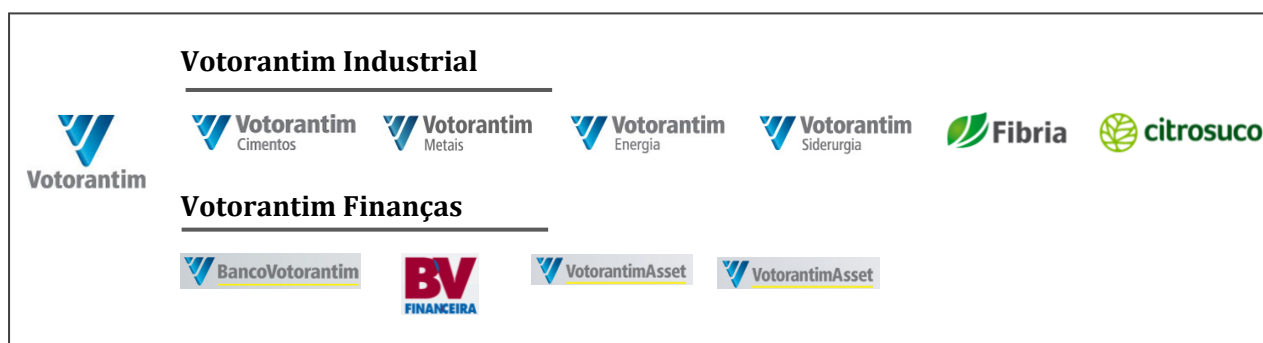 Votorantim
Votorantim Industrial
Votorantim Cimentos
Votorantim Metais
Votorantim Energia
Votorantim Siderurgia
Fibria
citrosuco
Votorantim Finanças
BancoVotorantim
BV FINANCEIRA
VotorantimAsset
VotorantimAsset